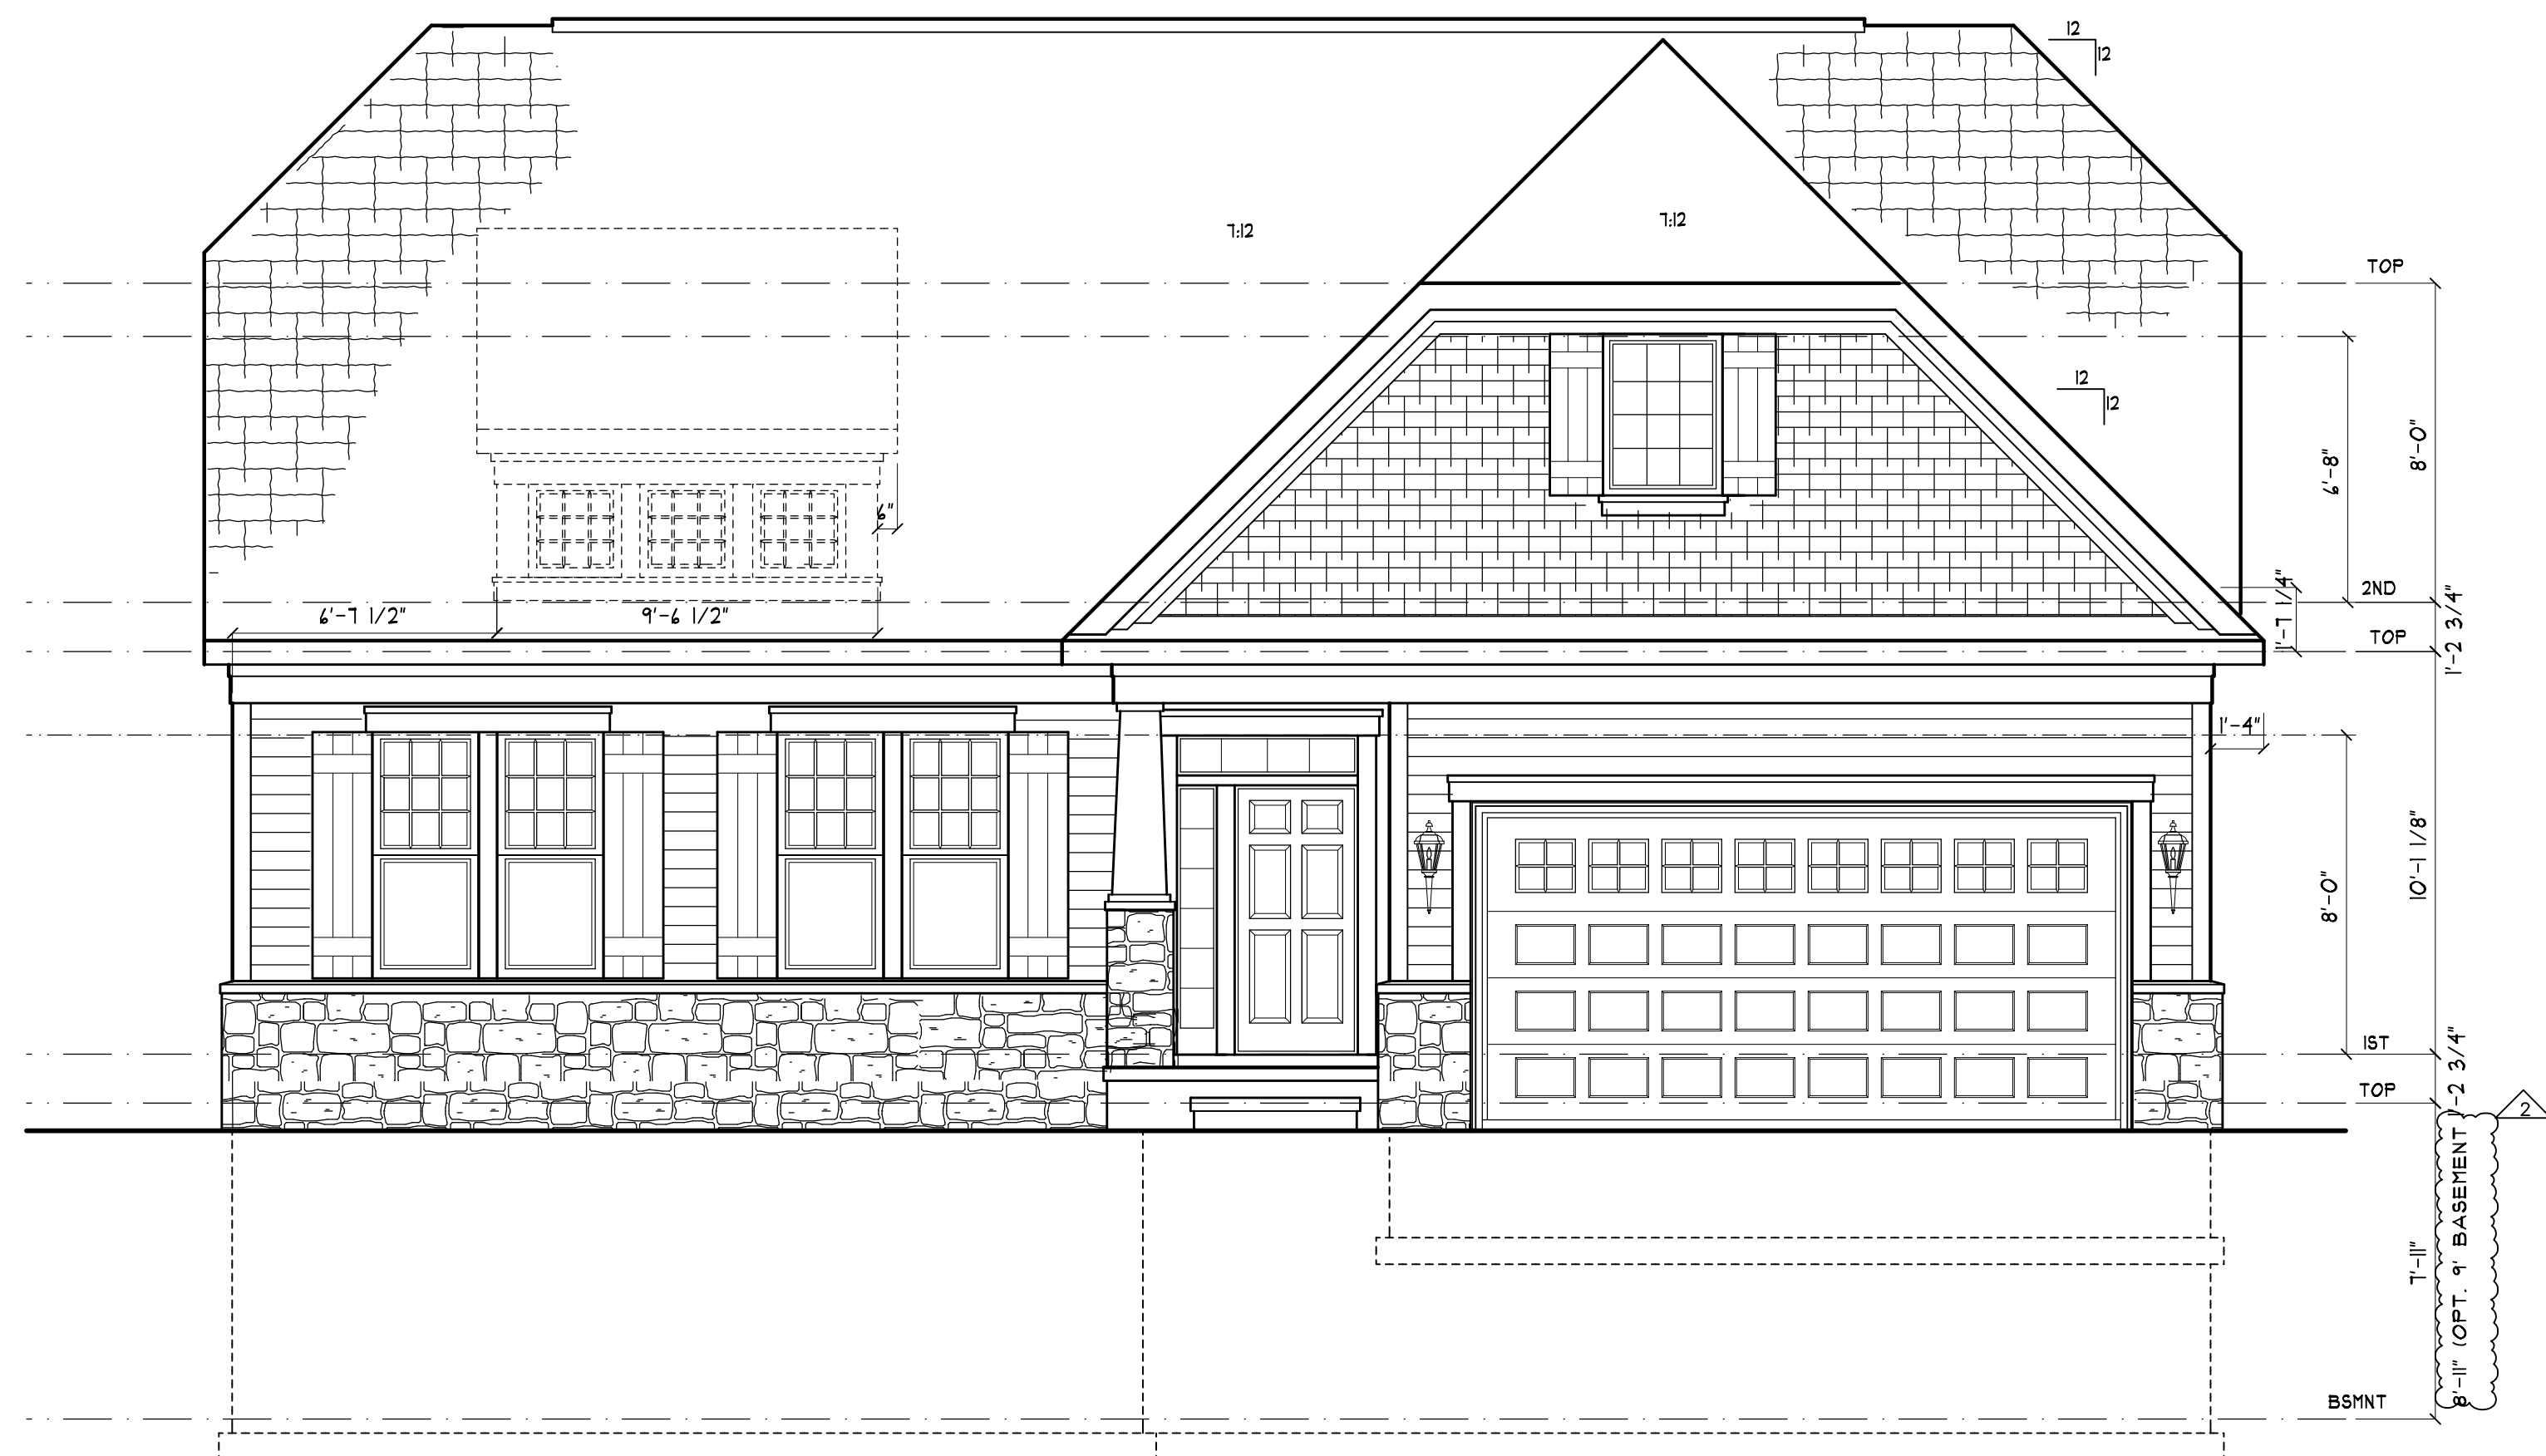 12
12
7:12
7:12
TOP
12
12
8'-0"
6'-8"
6"
1'-7 1/4"
2ND
6'-7 1/2"
9'-6 1/2"
1'-2 3/4"
TOP
1'-4"
10'-1 1/8"
8'-0"
1ST
1'-2 3/4"
TOP
2
7'-11"
8'-11" (OPT. 9' BASEMENT
BSMNT